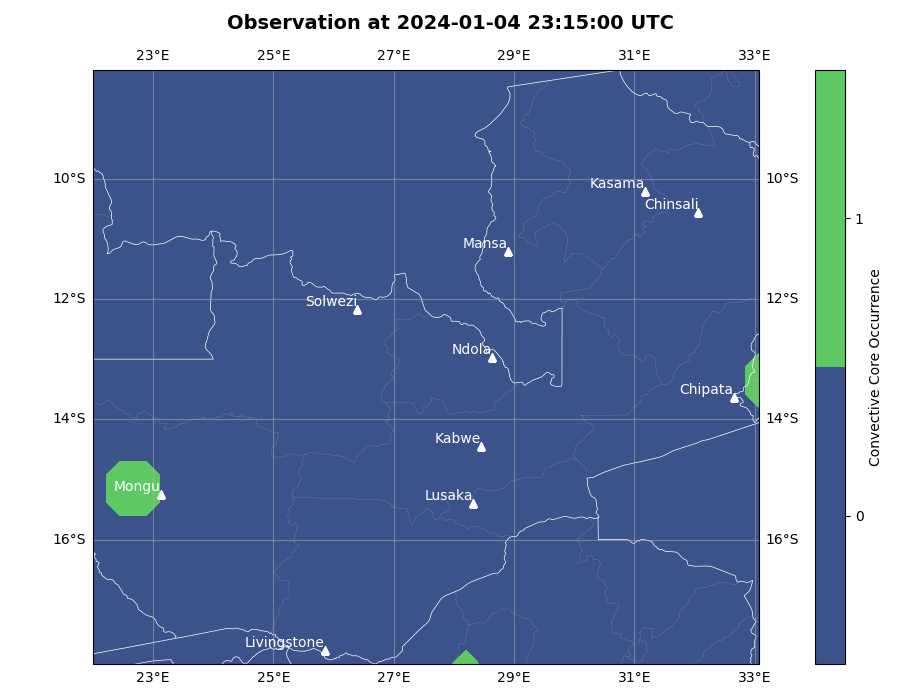 Observation at 2024-01-04 23:15:00 UTC
23°E 25°E 27°E 29°E 31°E 33°E
10°S 10°S
Kasama
Chinsali
1
Mansa
12°S 12°S
Solwezi
Ndola
Chipata
14°S 14°S
Kabwe
Convective Core Occurrence
Mongu
Lusaka
0
16°S 16°S
Livingstone
23°E 25°E 27°E 29°E 31°E 33°E